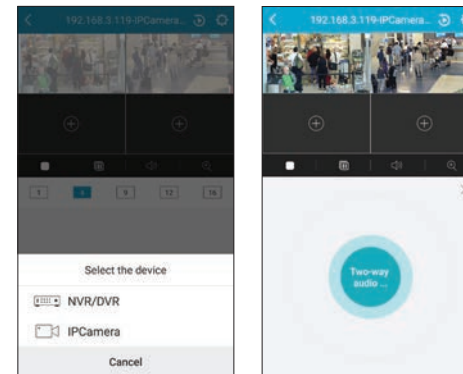 192.168.3.119-IPCamera...
1
4
9
12
16
Select the device
NVR/DVR
IPCamera
Cancel
192.168.3.119-IPCamera...
Two-way
audio ...